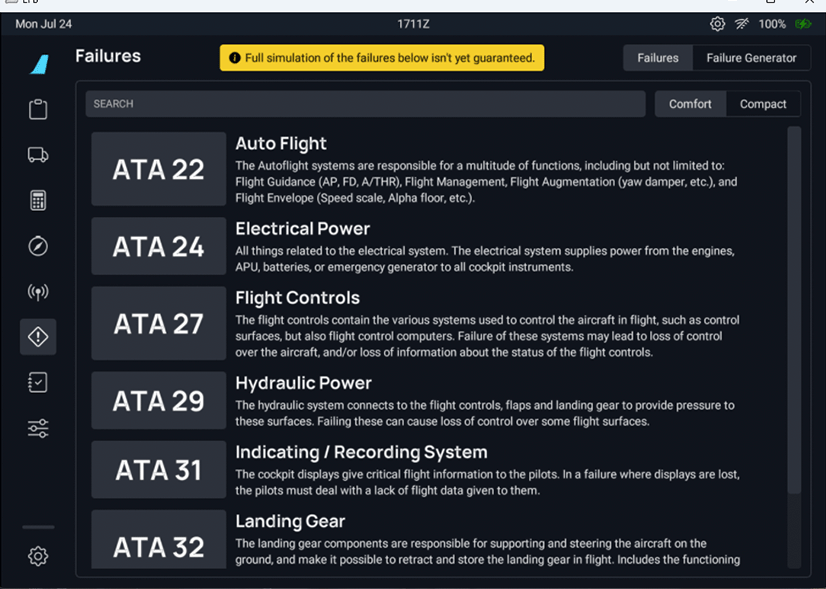 Mon Jul 24
1711Z
100%
Failures
Full simulation of the failures below isn't yet guaranteed.
Failures
Failure Generator
SEARCH
Comfort
Compact
ATA 22
Auto Flight
The Autoflight systems are responsible for a multitude of functions, including but not limited to:
Flight Guidance (AP, FD, A/THR), Flight Management, Flight Augmentation (yaw damper, etc.), and
Flight Envelope (Speed scale, Alpha floor, etc.).
ATA 24
Electrical Power
All things related to the electrical system. The electrical system supplies power from the engines,
APU, batteries, or emergency generator to all cockpit instruments.
ATA 27
Flight Controls
The flight controls contain the various systems used to control the aircraft in flight, such as control
surfaces, but also flight control computers. Failure of these systems may lead to loss of control
over the aircraft, and/or loss of information about the status of the flight controls.
ATA 29
Hydraulic Power
The hydraulic system connects to the flight controls, flaps and landing gear to provide pressure to
these surfaces. Failing these can cause loss of control over some flight surfaces.
ATA 31
Indicating / Recording System
The cockpit displays give critical flight information to the pilots. In a failure where displays are lost,
the pilots must deal with a lack of flight data given to them.
ATA 32
Landing Gear
The landing gear components are responsible for supporting and steering the aircraft on the
ground, and make it possible to retract and store the landing gear in flight. Includes the functioning